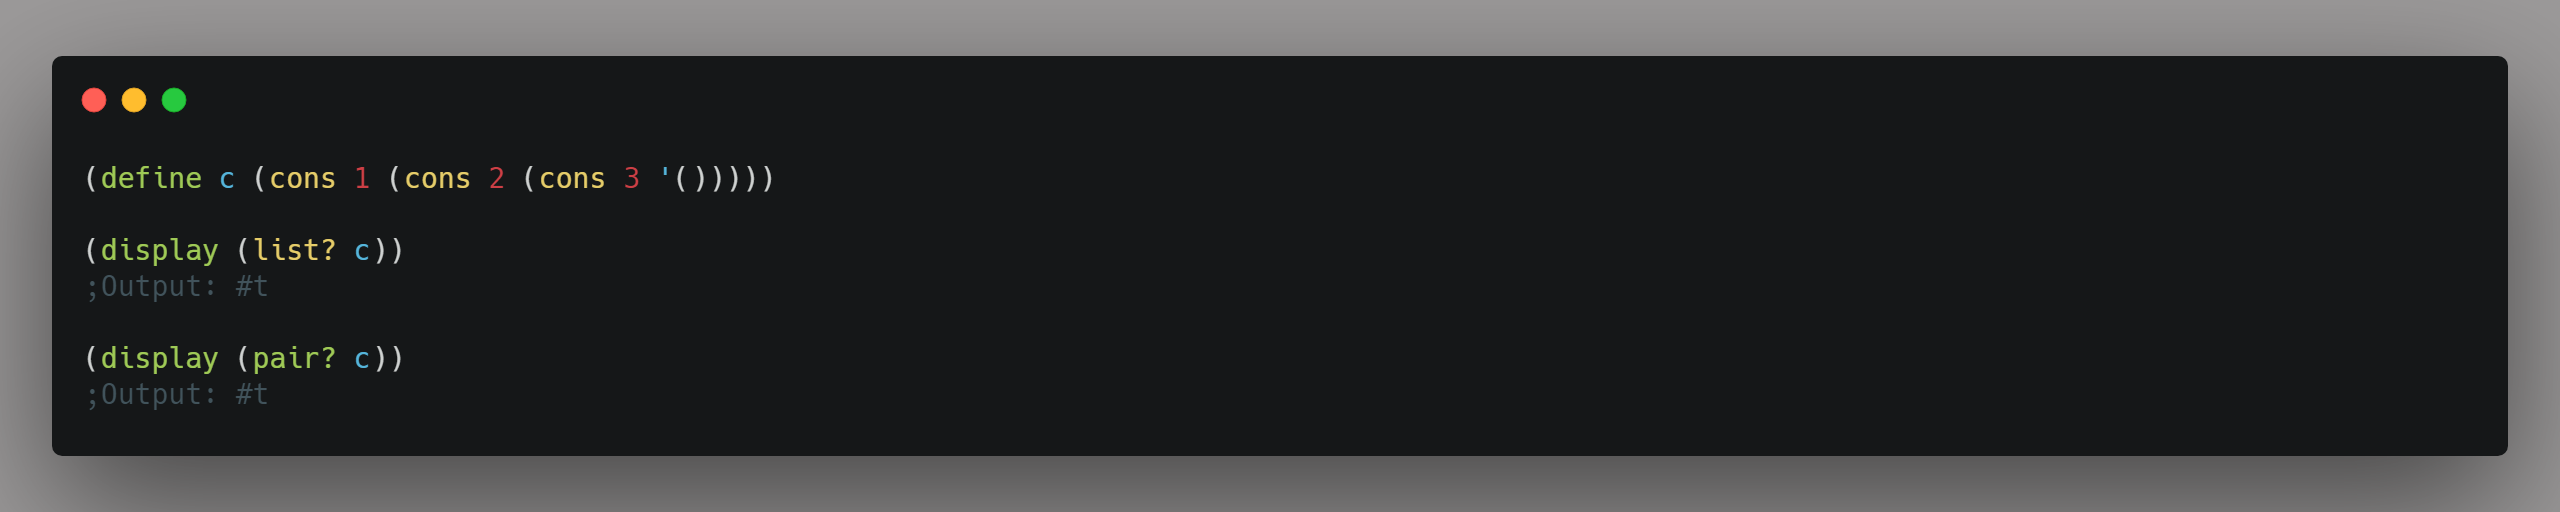 (define c (cons 1 (cons 2 (cons 3 '()))))
(display (list? c))
;Output: #t
(display (pair? c))
;Output: #t